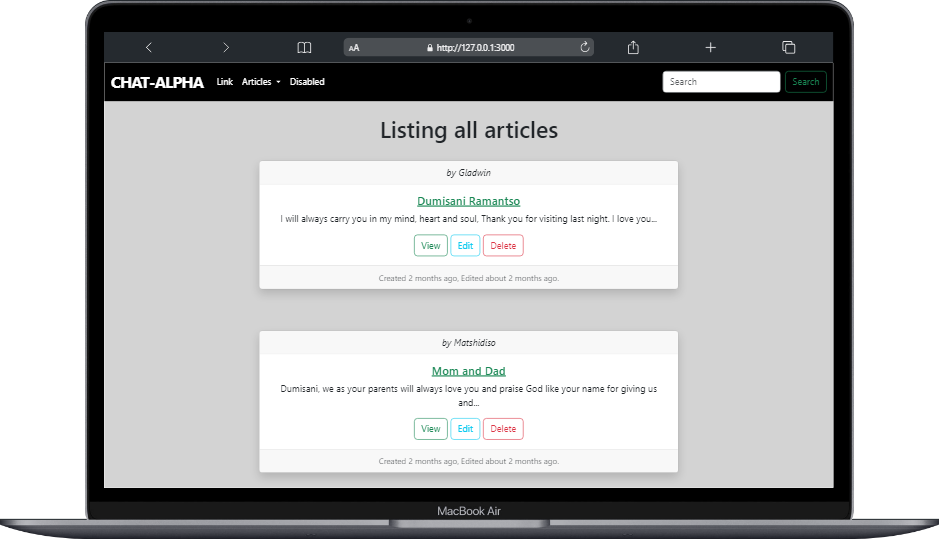 AA http://127.0.0.1:3000
CHAT-ALPHA Link Articles Disabled Search Search
Listing all articles
by Gladwin
Dumisani Ramantso
I will always carry you in my mind, heart and soul, Thank you for visiting last night. I love you...
View Edit Delete
Created 2 months ago, Edited about 2 months ago.
by Matshidiso
Mom and Dad
Dumisani, we as your parents will always love you and praise God like your name for giving us
and...
View Edit Delete
Created 2 months ago, Edited about 2 months ago.
MacBook Air